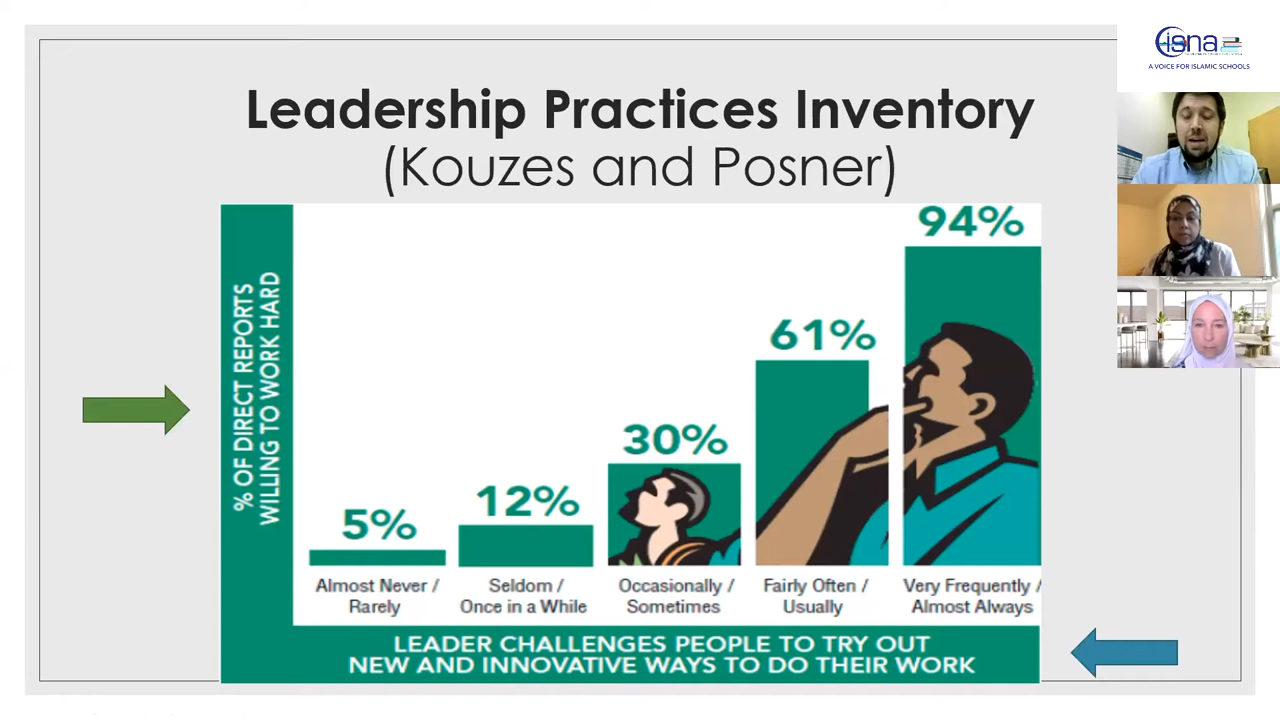 Leadership Practices Inventory
(Kouzes and Posner)
isna
A VOICE FOR ISLAMIC SCHOOLS
% OF DIRECT REPORTS
WILLING TO WORK HARD
5%
12%
30%
61%
94%
Almost Never /
Rarely
Seldom /
Once in a While
Occasionally /
Sometimes
Fairly Often /
Usually
Very Frequently /
Almost Always
LEADER CHALLENGES PEOPLE TO TRY OUT
NEW AND INNOVATIVE WAYS TO DO THEIR WORK